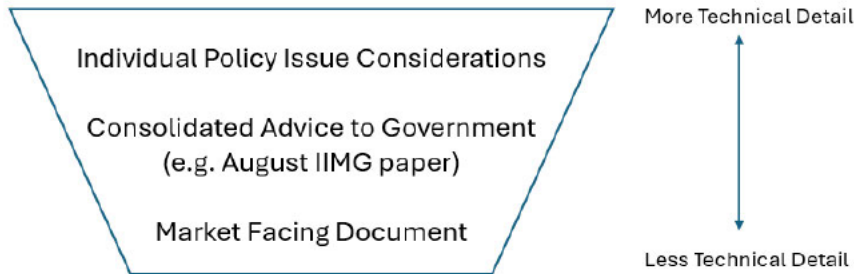 More Technical Detail
Individual Policy Issue Considerations
Consolidated Advice to Government
(e.g. August IIMG paper)
Market Facing Document
Less Technical Detail